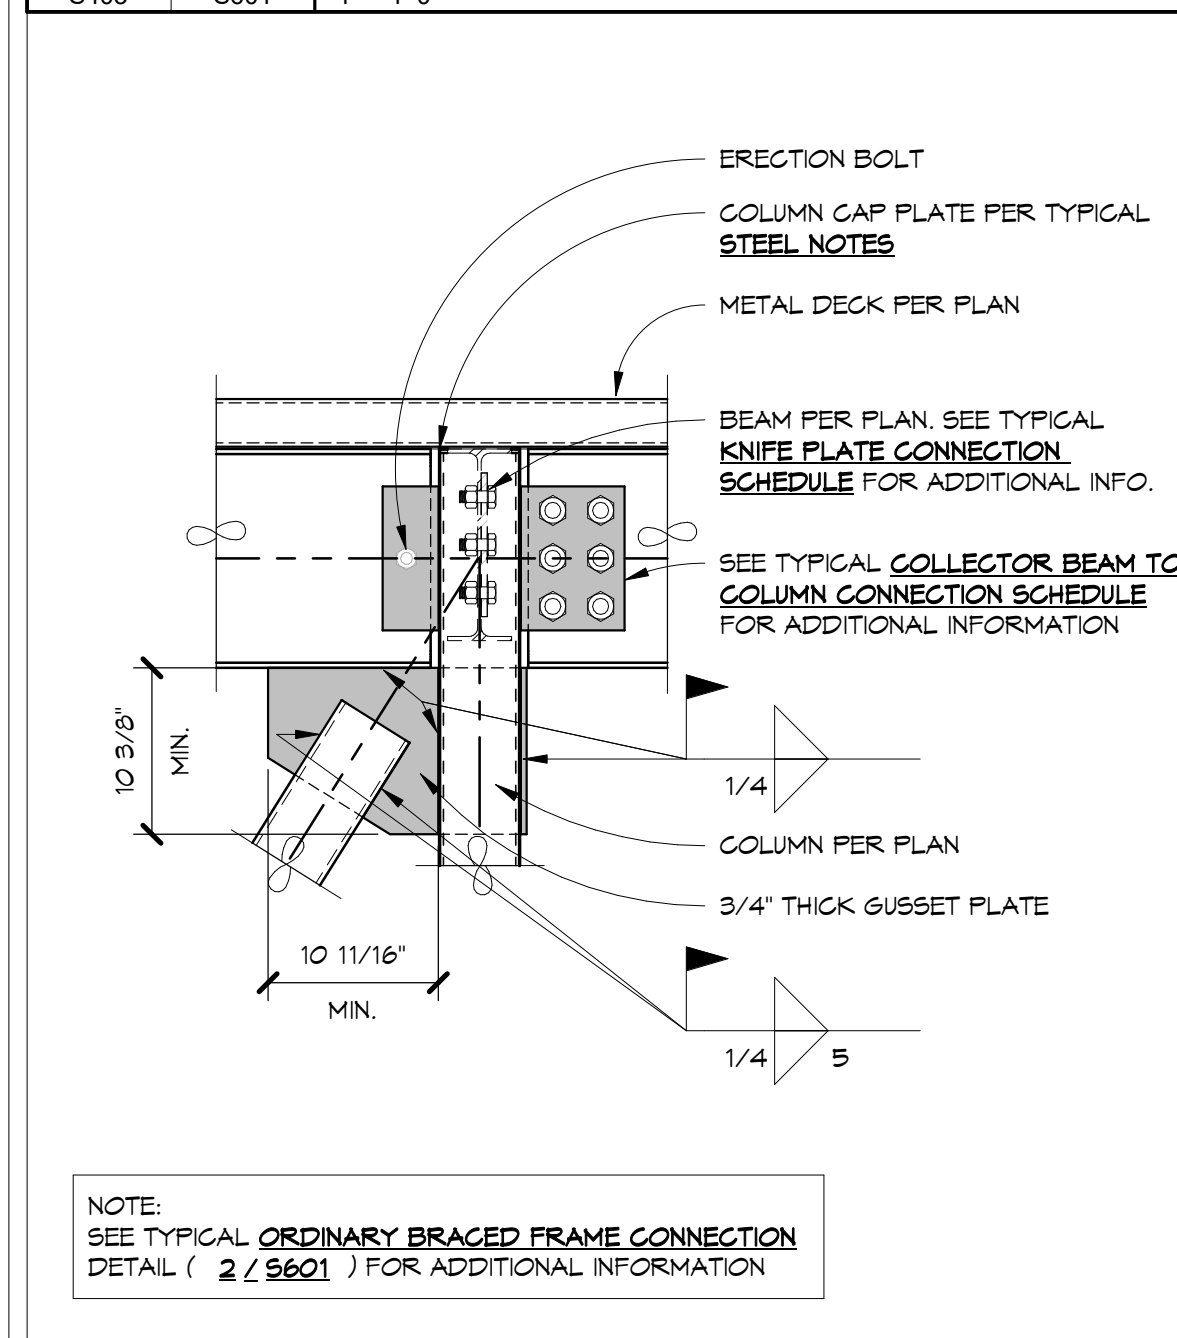 ERECTION BOLT
COLUMN CAP PLATE PER TYPICAL
STEEL NOTES
METAL DECK PER PLAN
BEAM PER PLAN. SEE TYPICAL
KNIFE PLATE CONNECTION
SCHEDULE FOR ADDITIONAL INFO.
SEE TYPICAL COLLECTOR BEAM TO
COLUMN CONNECTION SCHEDULE
FOR ADDITIONAL INFORMATION
10 3/8"
MIN.
1/4
COLUMN PER PLAN
3/4" THICK GUSSET PLATE
10 11/16"
MIN.
1/4 5
NOTE:
SEE TYPICAL ORDINARY BRACED FRAME CONNECTION
DETAIL ( 2 / S601 ) FOR ADDITIONAL INFORMATION